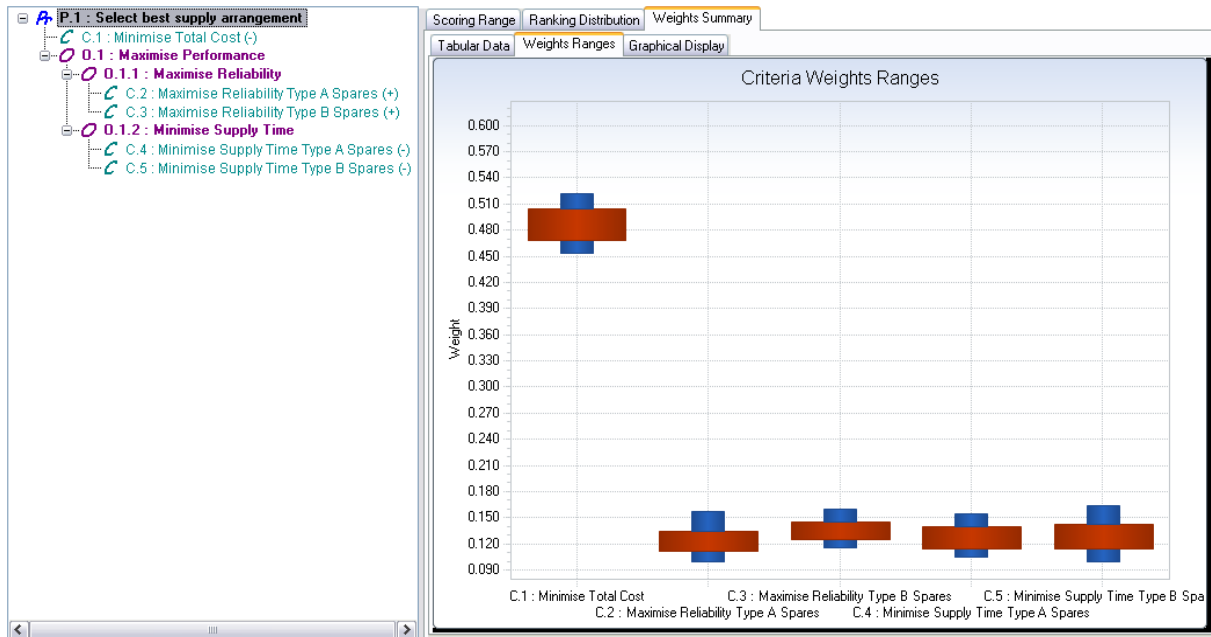 P.1 : Select best supply arrangement
C.1 : Minimise Total Cost (-)
O.1 : Maximise Performance
O.1.1 : Maximise Reliability
C.2 : Maximise Reliability Type A Spares (+)
C.3 : Maximise Reliability Type B Spares (+)
O.1.2 : Minimise Supply Time
C.4 : Minimise Supply Time Type A Spares (-)
C.5 : Minimise Supply Time Type B Spares (-)
Scoring Range Ranking Distribution Weights Summary
Tabular Data Weights Ranges Graphical Display
Criteria Weights Ranges
Weight
0.600
0.570
0.540
0.510
0.480
0.450
0.420
0.390
0.360
0.330
0.300
0.270
0.240
0.210
0.180
0.150
0.120
0.090
C.1 : Minimise Total Cost C.3 : Maximise Reliability Type B Spares C.5 : Minimise Supply Time Type B Spa
C.2 : Maximise Reliability Type A Spares C.4 : Minimise Supply Time Type A Spares